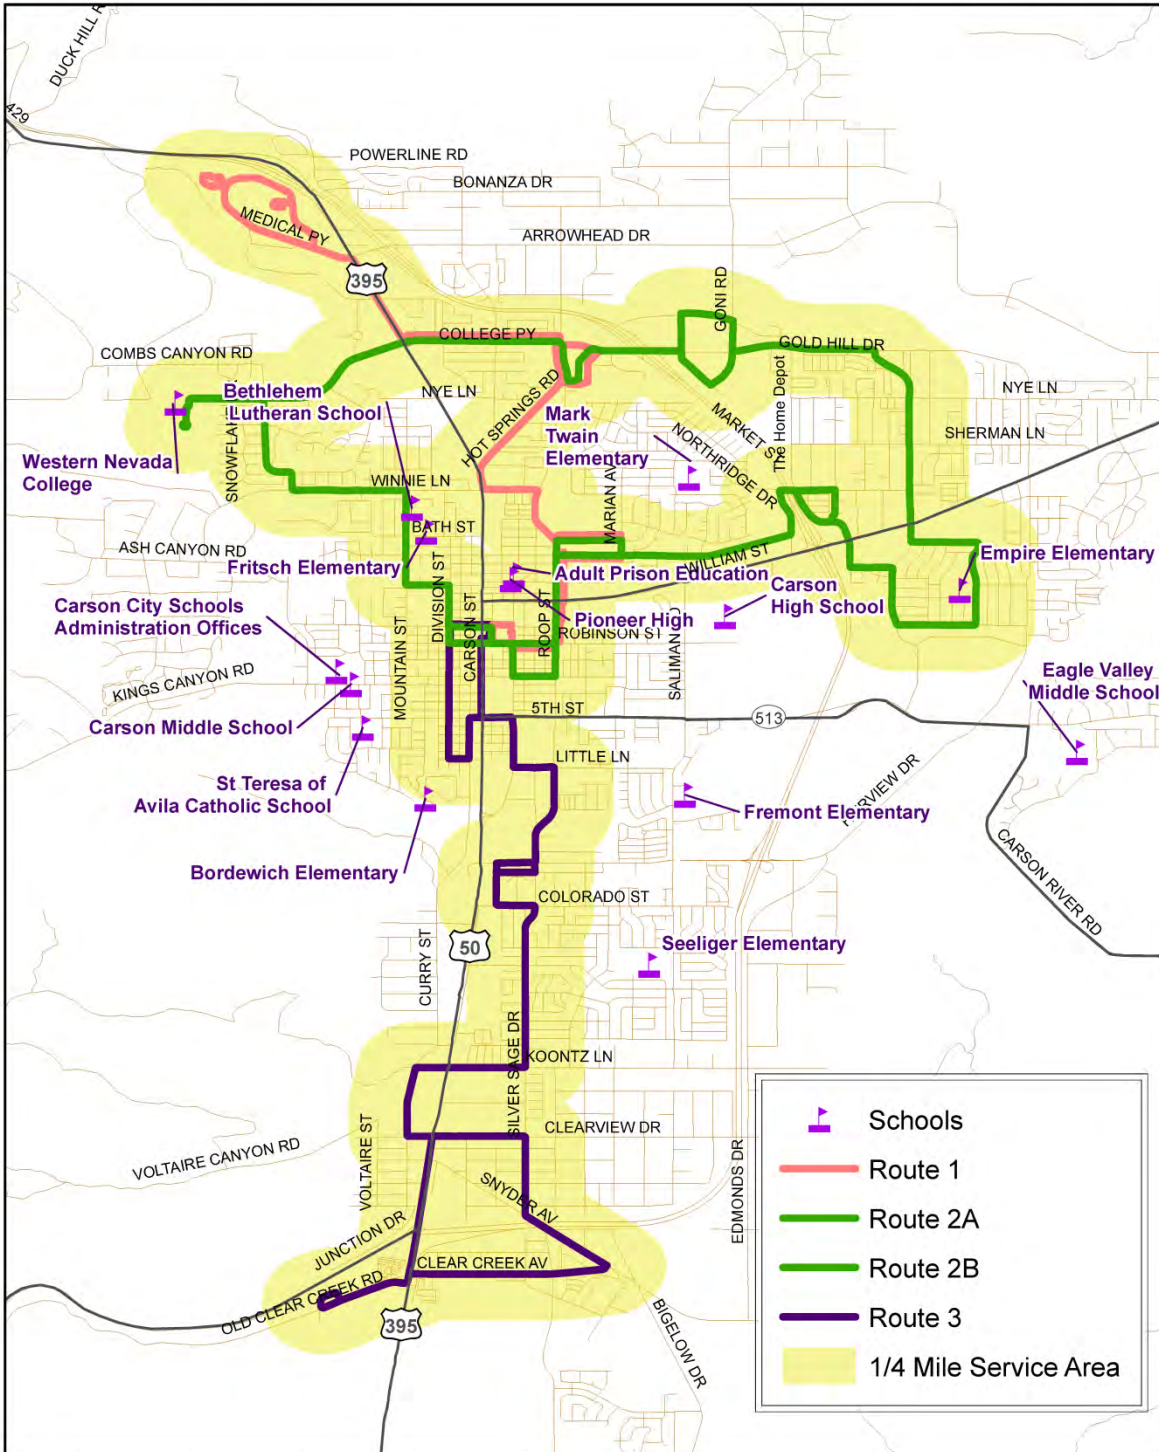 DUCK HILL R
429
POWERLINE RD
BONANZA DR
MEDICAL PY
ARROWHEAD DR
395
GONI RD
COLLEGE PY
GOLD HILL DR
COMBS CANYON RD
NYE LN
NYE LN
Bethlehem
Lutheran School
HOT SPRINGS RD
Mark
Twain
Elementary
MARKET ST
The Home Depot
NORTHRIDGE DR
SHERMAN LN
Western Nevada
College
WINNIE LN
MARIAN AV
BATH ST
ASH CANYON RD
Fritsch Elementary
DIVISION ST
WILLIAM ST
Empire Elementary
Adult Prison Education
Carson
High School
Pioneer High
Carson City Schools
Administration Offices
CARSON ST
ROOP ST
ROBINSON ST
MOUNTAIN ST
KINGS CANYON RD
Eagle Valley
Middle School
Carson Middle School
5TH ST
513
LITTLE LN
St Teresa of
Avila Catholic School
Fremont Elementary
CARSON RIVER RD
Bordewich Elementary
COLORADO ST
50
CURRY ST
Seeliger Elementary
SILVER SAGE DR
KOONTZ LN
CLEARVIEW DR
VOLTAIRE ST
VOLTAIRE CANYON RD
SNYDER AV
EDMONDS DR
JUNCTION DR
CLEAR CREEK AV
OLD CLEAR CREEK RD
395
BIGELOW DR
Schools
Route 1
Route 2A
Route 2B
Route 3
1/4 Mile Service Area